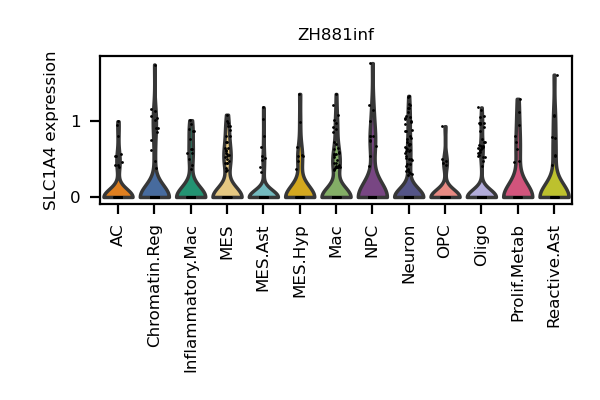 ZH881inf
SLC1A4 expression
1
0
AC
Chromatin.Reg
Inflammatory.Mac
MES
MES.Ast
MES.Hyp
Mac
NPC
Neuron
OPC
Oligo
Prolif.Metab
Reactive.Ast